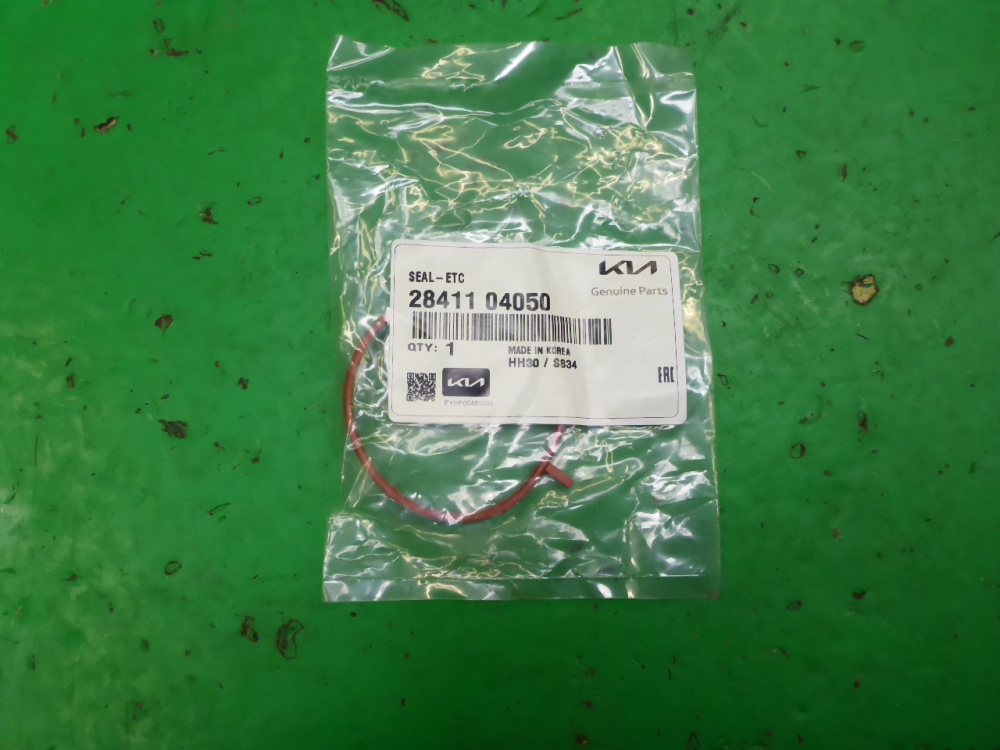 SEAL-ETC
KIA
Genuine Parts
28411 04050
QTY: 1
MADE IN KOREA
HH30 / S834
EAC
KIA